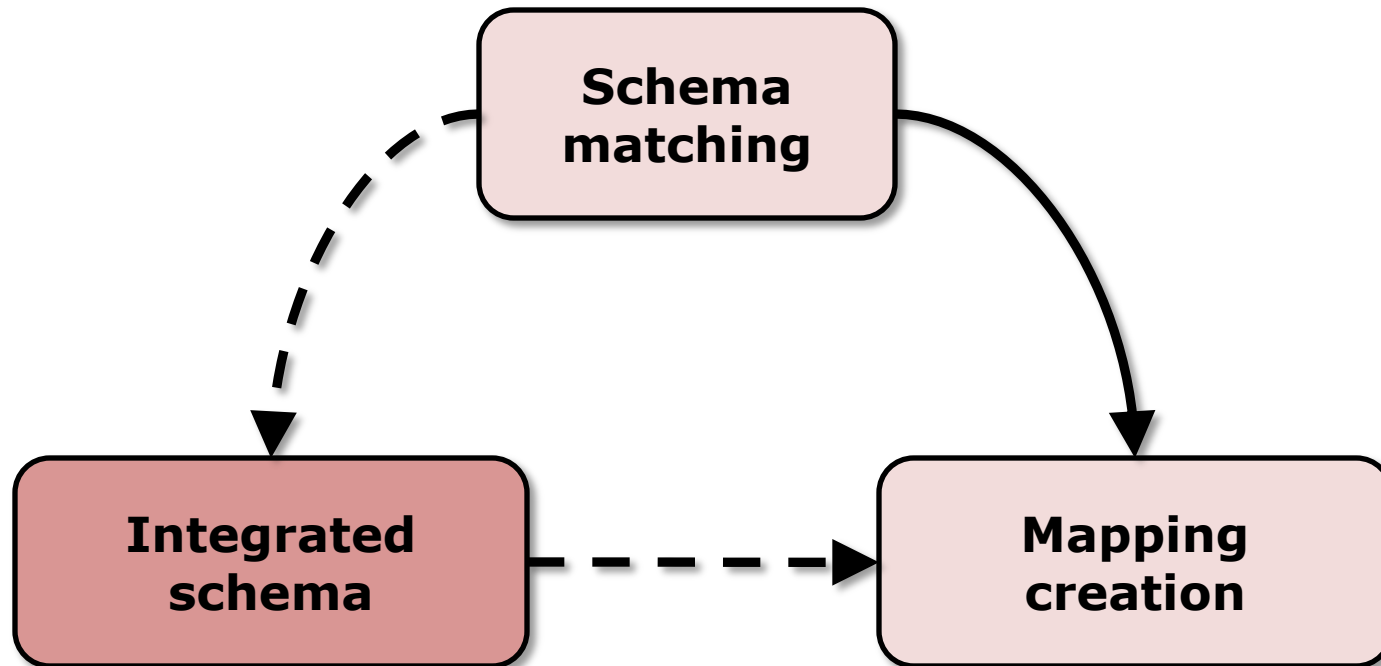 Schema
matching
Integrated
schema
Mapping
creation